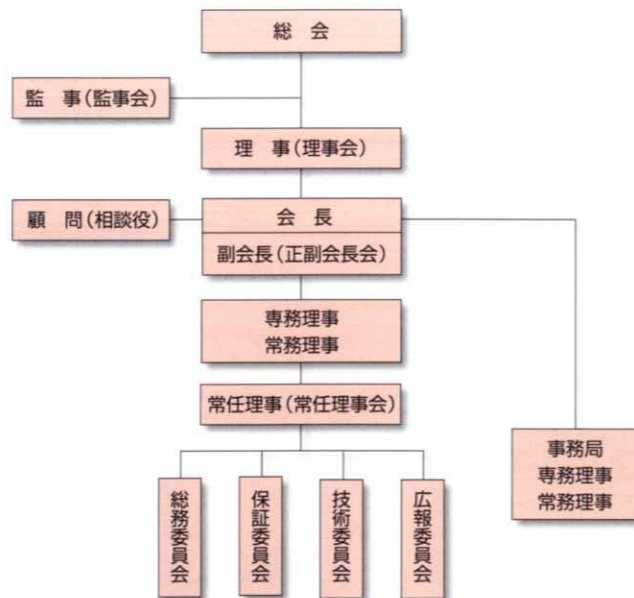 総　会
監　事(監事会)
理　事(理事会)
顧　問(相談役)
会　長
副会長(正副会長会)
専務理事
常務理事
常任理事(常任理事会)
総務委員会
保証委員会
技術委員会
広報委員会
事務局
専務理事
常務理事